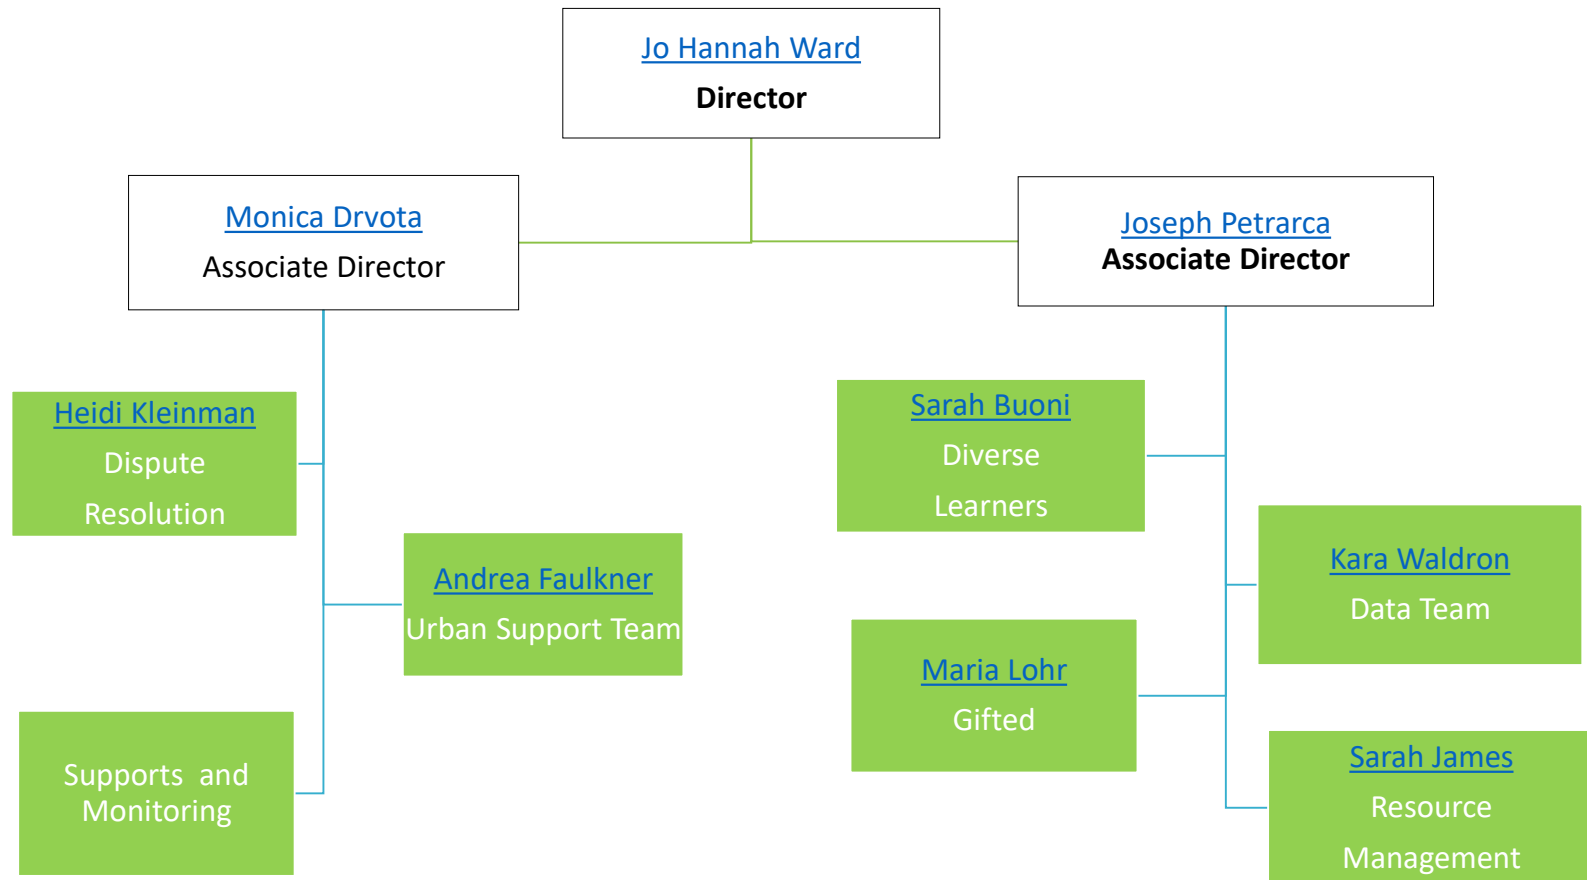 Jo Hannah Ward
Director
Monica Drvota
Associate Director
Joseph Petrarca
Associate Director
Heidi Kleinman
Dispute
Resolution
Andrea Faulkner
Urban Support Team
Supports and
Monitoring
Sarah Buoni
Diverse
Learners
Kara Waldron
Data Team
Maria Lohr
Gifted
Sarah James
Resource
Management